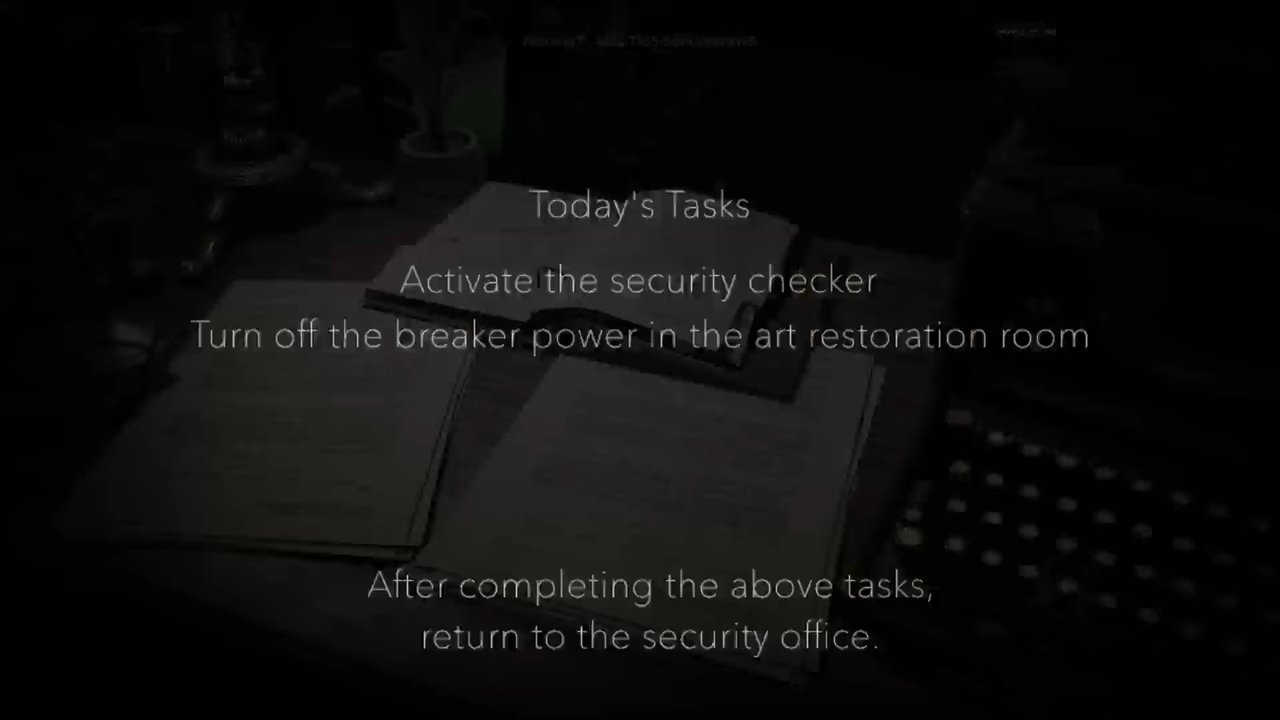 Today's Tasks
Activate the security checker
Turn off the breaker power in the art restoration room
After completing the above tasks,
return to the security office.